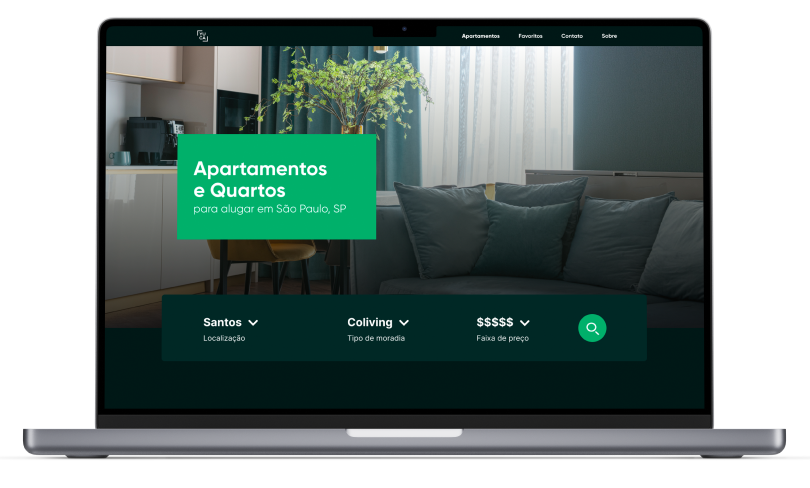 Apartamentos
Favoritos
Contato
Sobre
Apartamentos
e Quartos
para alugar em São Paulo, SP
Santos
Localização
Coliving
Tipo de moradia
$$$$$
Faixa de preço